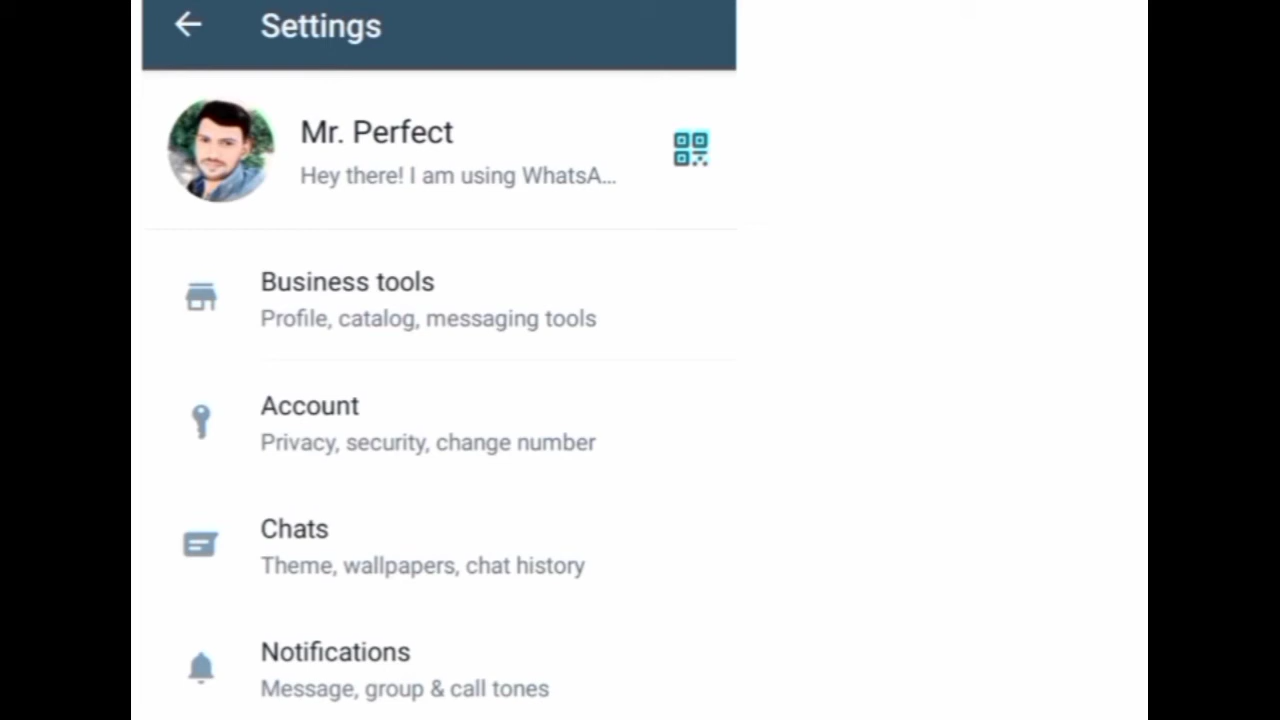 Settings
Mr. Perfect
Hey there! I am using WhatsA...
Business tools
Profile, catalog, messaging tools
Account
Privacy, security, change number
Chats
Theme, wallpapers, chat history
Notifications
Message, group & call tones